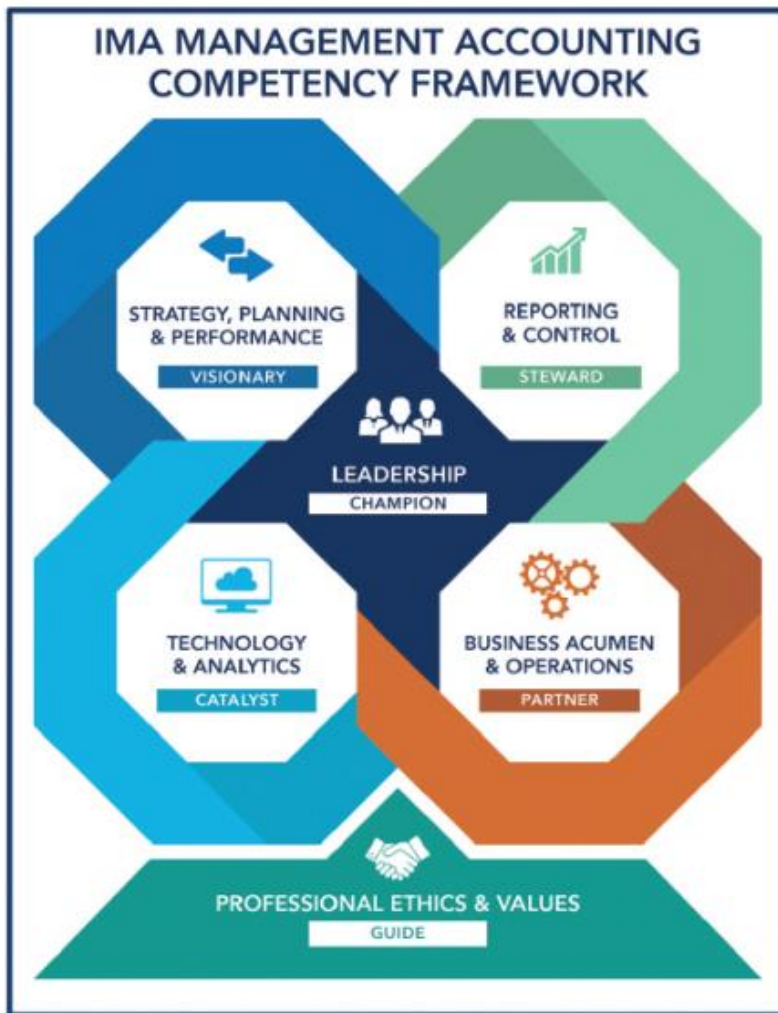 IMA MANAGEMENT ACCOUNTING
COMPETENCY FRAMEWORK
STRATEGY, PLANNING
& PERFORMANCE
VISIONARY
REPORTING
& CONTROL
STEWARD
LEADERSHIP
CHAMPION
TECHNOLOGY
& ANALYTICS
CATALYST
BUSINESS ACUMEN
& OPERATIONS
PARTNER
PROFESSIONAL ETHICS & VALUES
GUIDE